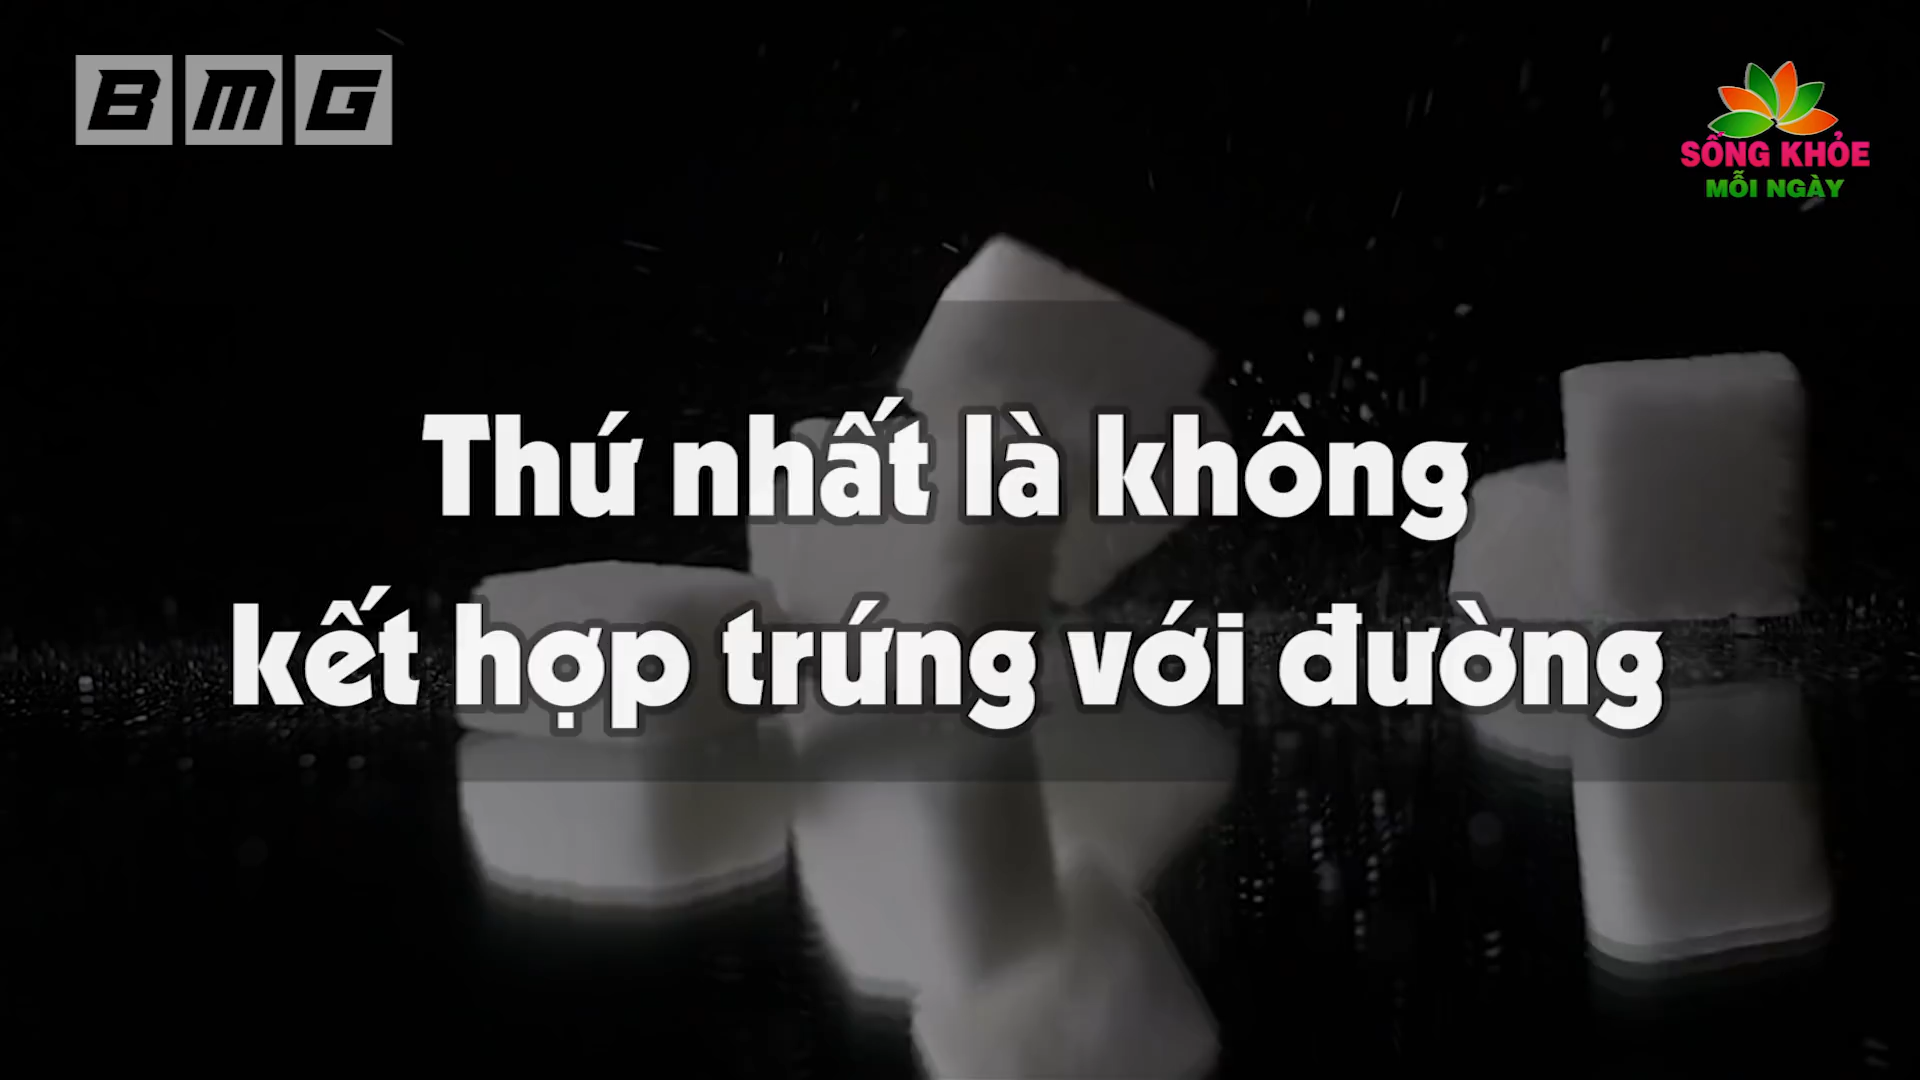 BMG
SỐNG KHỎE
MỖI NGÀY
Thứ nhất là không
kết hợp trứng với đường